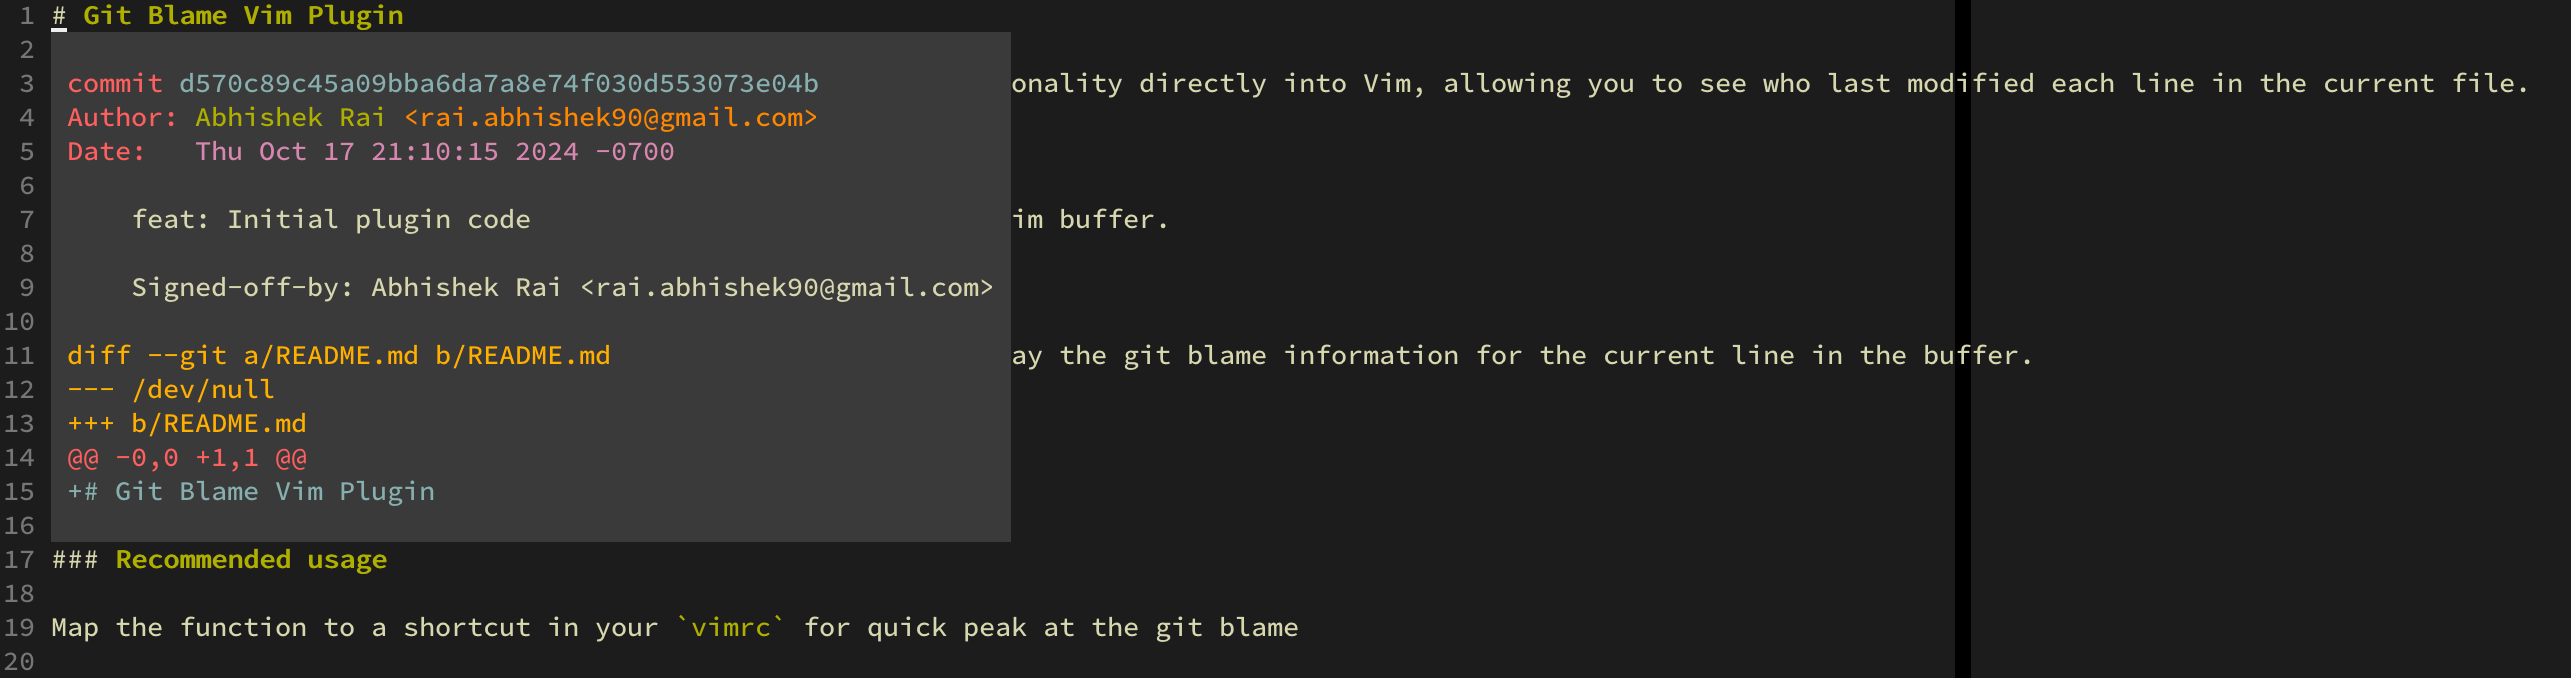 1 # Git Blame Vim Plugin
2
3 commit d570c89c45a09bba6da7a8e74f030d553073e04b onality directly into Vim, allowing you to see who last modified each line in the current file.
4 Author: Abhishek Rai <rai.abhishek90@gmail.com>
5 Date:   Thu Oct 17 21:10:15 2024 -0700
6
7     feat: Initial plugin code im buffer.
8
9     Signed-off-by: Abhishek Rai <rai.abhishek90@gmail.com>
10
11 diff --git a/README.md b/README.md ay the git blame information for the current line in the buffer.
12 --- /dev/null
13 +++ b/README.md
14 @@ -0,0 +1,1 @@
15 +# Git Blame Vim Plugin
16
17 ### Recommended usage
18
19 Map the function to a shortcut in your `vimrc` for quick peak at the git blame
20